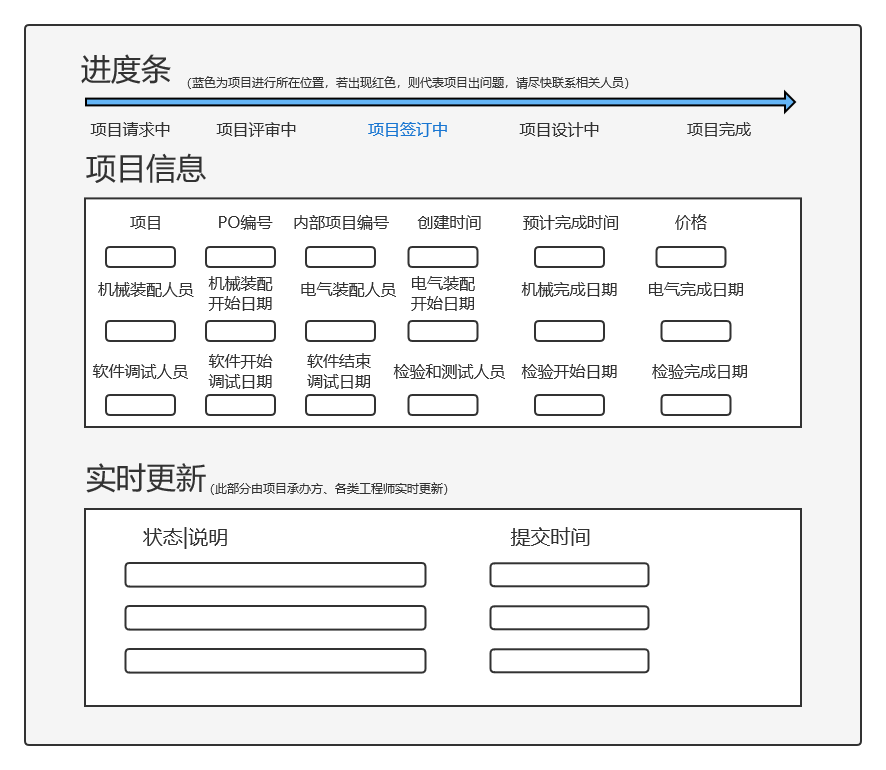 进度条
（蓝色为项目进行所在位置，若出现红色，则代表项目出问题，请尽快联系相关人员）
项目请求中 项目评审中 项目签订中 项目设计中 项目完成
项目信息
项目 PO编号 内部项目编号 创建时间 预计完成时间 价格
机械装配人员 机械装配 电气装配人员 电气装配 机械完成日期 电气完成日期
开始日期 开始日期
软件调试人员 软件开始 软件结束 检验和测试人员 检验开始日期 检验完成日期
调试日期 调试日期
实时更新
（此部分由项目承办方、各类工程师实时更新）
状态|说明 提交时间